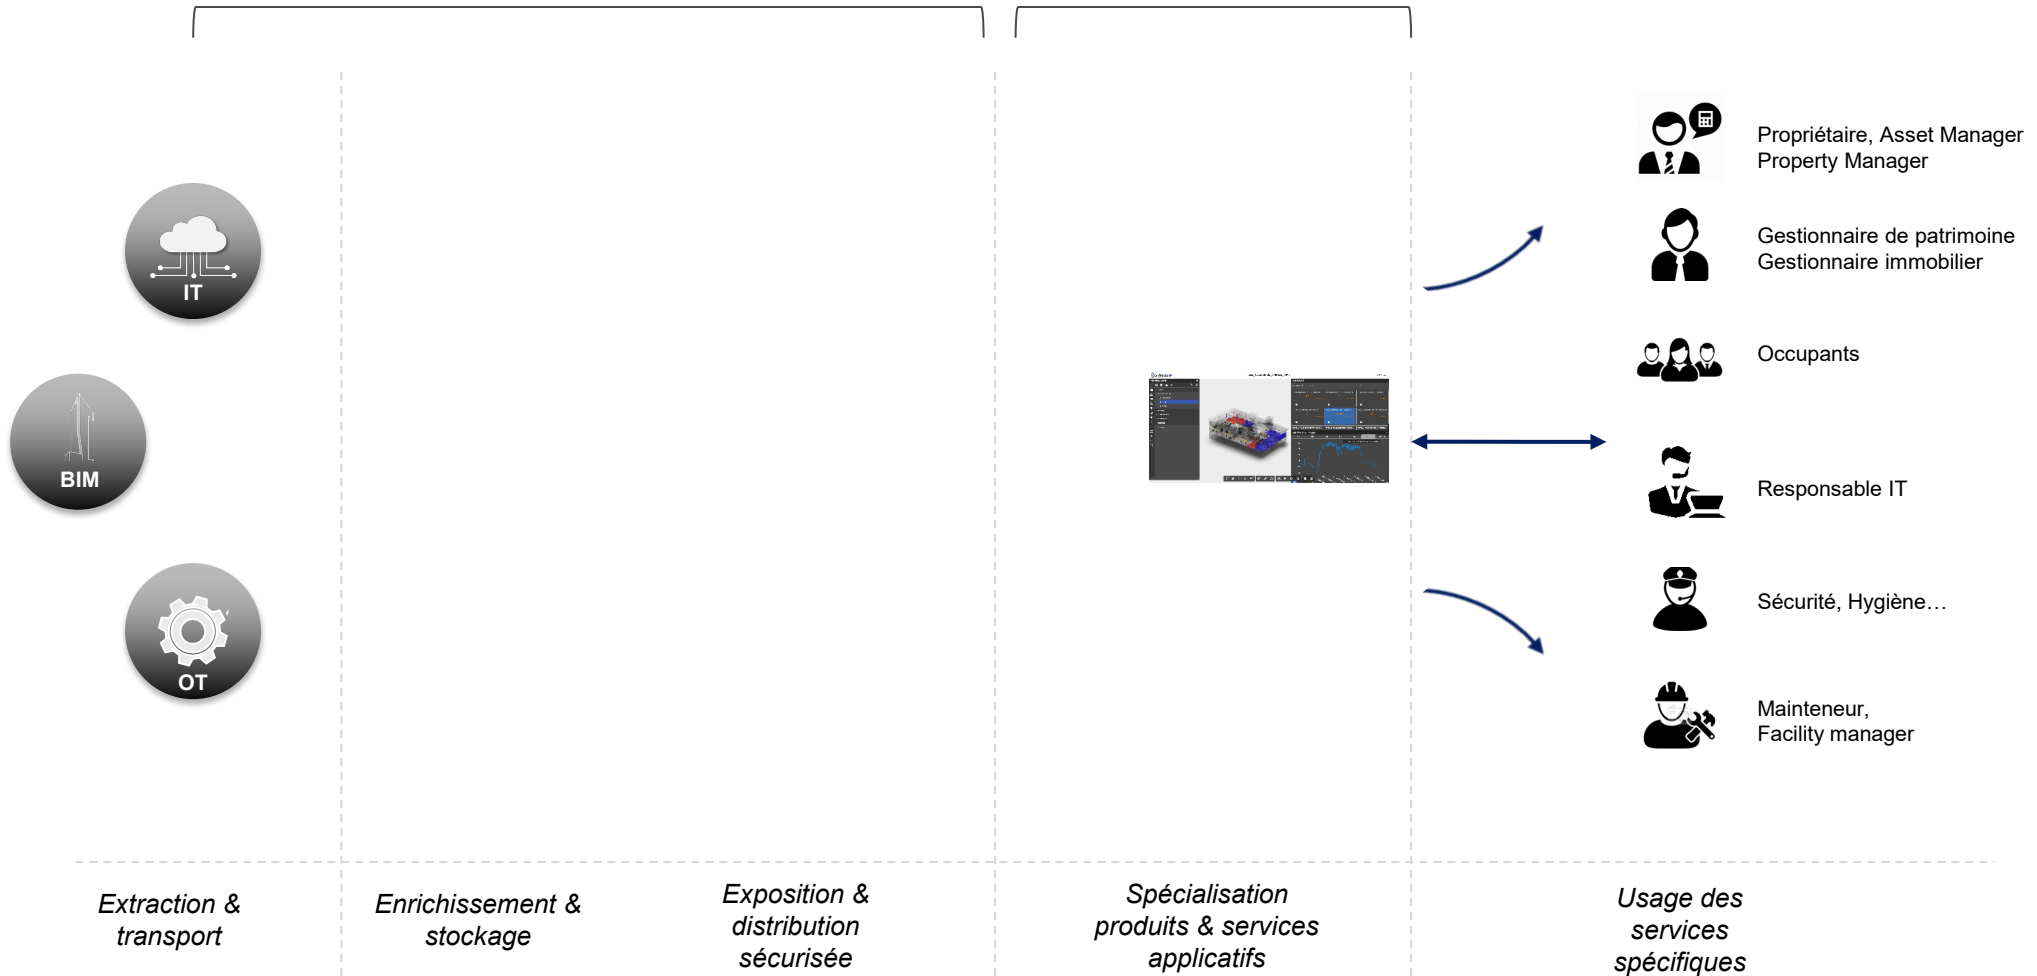 Propriétaire, Asset Manager
Property Manager
Gestionnaire de patrimoine
Gestionnaire immobilier
Occupants
Responsable IT
Sécurité, Hygiène…
Mainteneur,
Facility manager
IT
BIM
OT
Extraction &
transport
Enrichissement &
stockage
Exposition &
distribution
sécurisée
Spécialisation
produits & services
applicatifs
Usage des
services
spécifiques